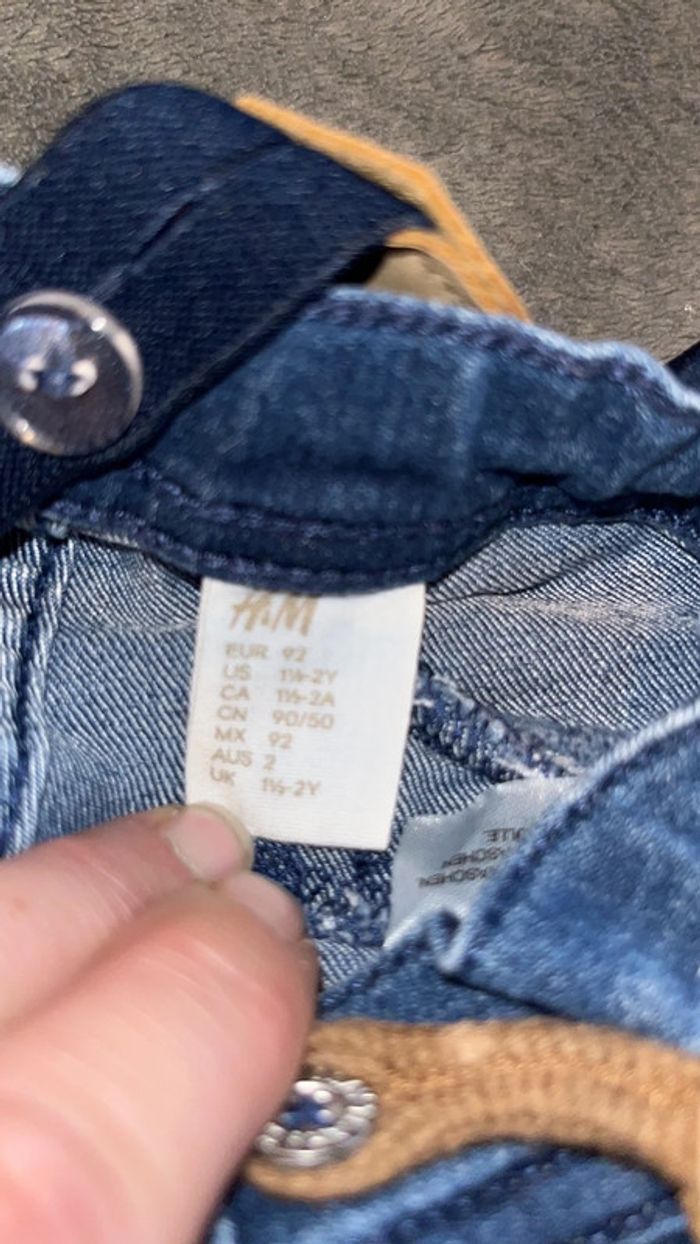 H&M
EUR 92
US 1½-2Y
CA 1½-2A
CN 90/50
MX 92
AUS 2
UK 1½-2Y